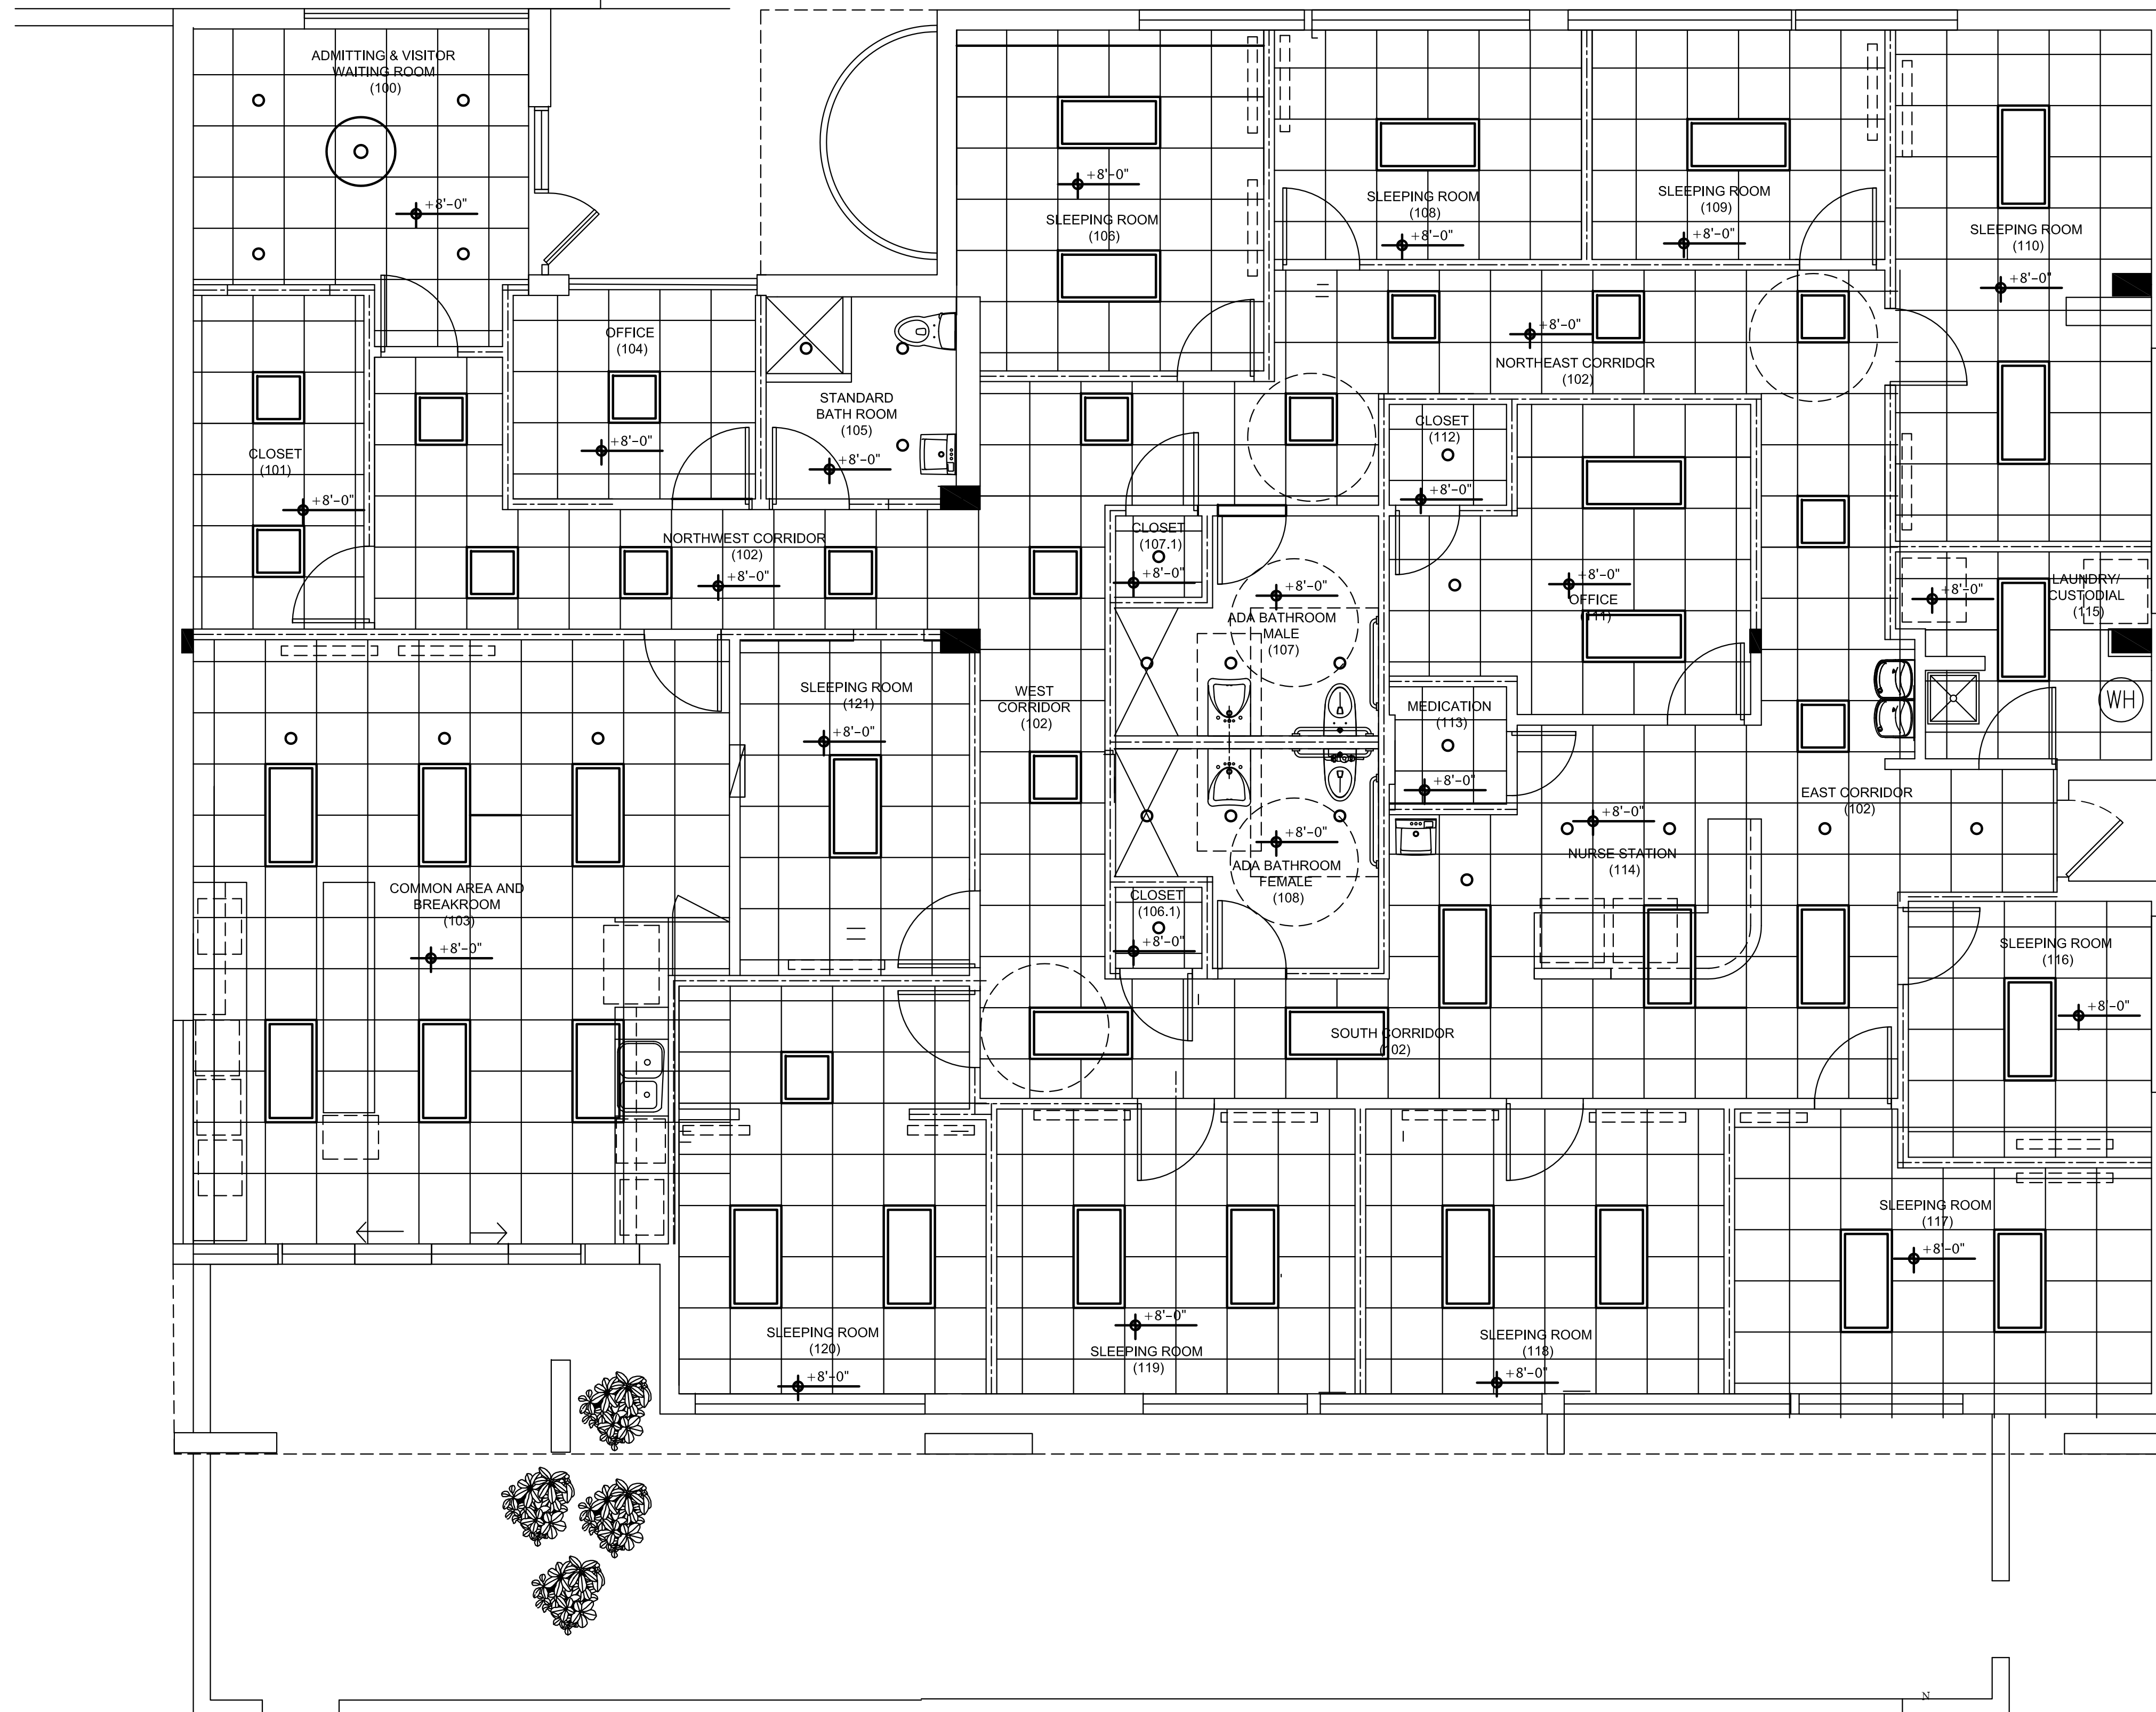 ADMITTING & VISITOR
WAITING ROOM
(100)
+8'-0"
SLEEPING ROOM
(106)
+8'-0"
SLEEPING ROOM
(108)
+8'-0"
SLEEPING ROOM
(109)
+8'-0"
SLEEPING ROOM
(110)
+8'-0"
OFFICE
(104)
+8'-0"
STANDARD
BATH ROOM
(105)
+8'-0"
NORTHEAST CORRIDOR
(102)
+8'-0"
CLOSET
(101)
+8'-0"
CLOSET
(112)
+8'-0"
NORTHWEST CORRIDOR
(102)
+8'-0"
CLOSET
(107.1)
+8'-0"
+8'-0"
ADA BATHROOM
MALE
(107)
+8'-0"
OFFICE
(111)
+8'-0"
LAUNDRY/
CUSTODIAL
(115)
WH
SLEEPING ROOM
(121)
+8'-0"
WEST
CORRIDOR
(102)
MEDICATION
(113)
+8'-0"
EAST CORRIDOR
(102)
+8'-0"
NURSE STATION
(114)
+8'-0"
ADA BATHROOM
FEMALE
(108)
CLOSET
(106.1)
+8'-0"
COMMON AREA AND
BREAKROOM
(103)
+8'-0"
SLEEPING ROOM
(116)
+8'-0"
SOUTH CORRIDOR
(102)
SLEEPING ROOM
(117)
+8'-0"
SLEEPING ROOM
(120)
+8'-0"
+8'-0"
SLEEPING ROOM
(119)
SLEEPING ROOM
(118)
+8'-0"
N